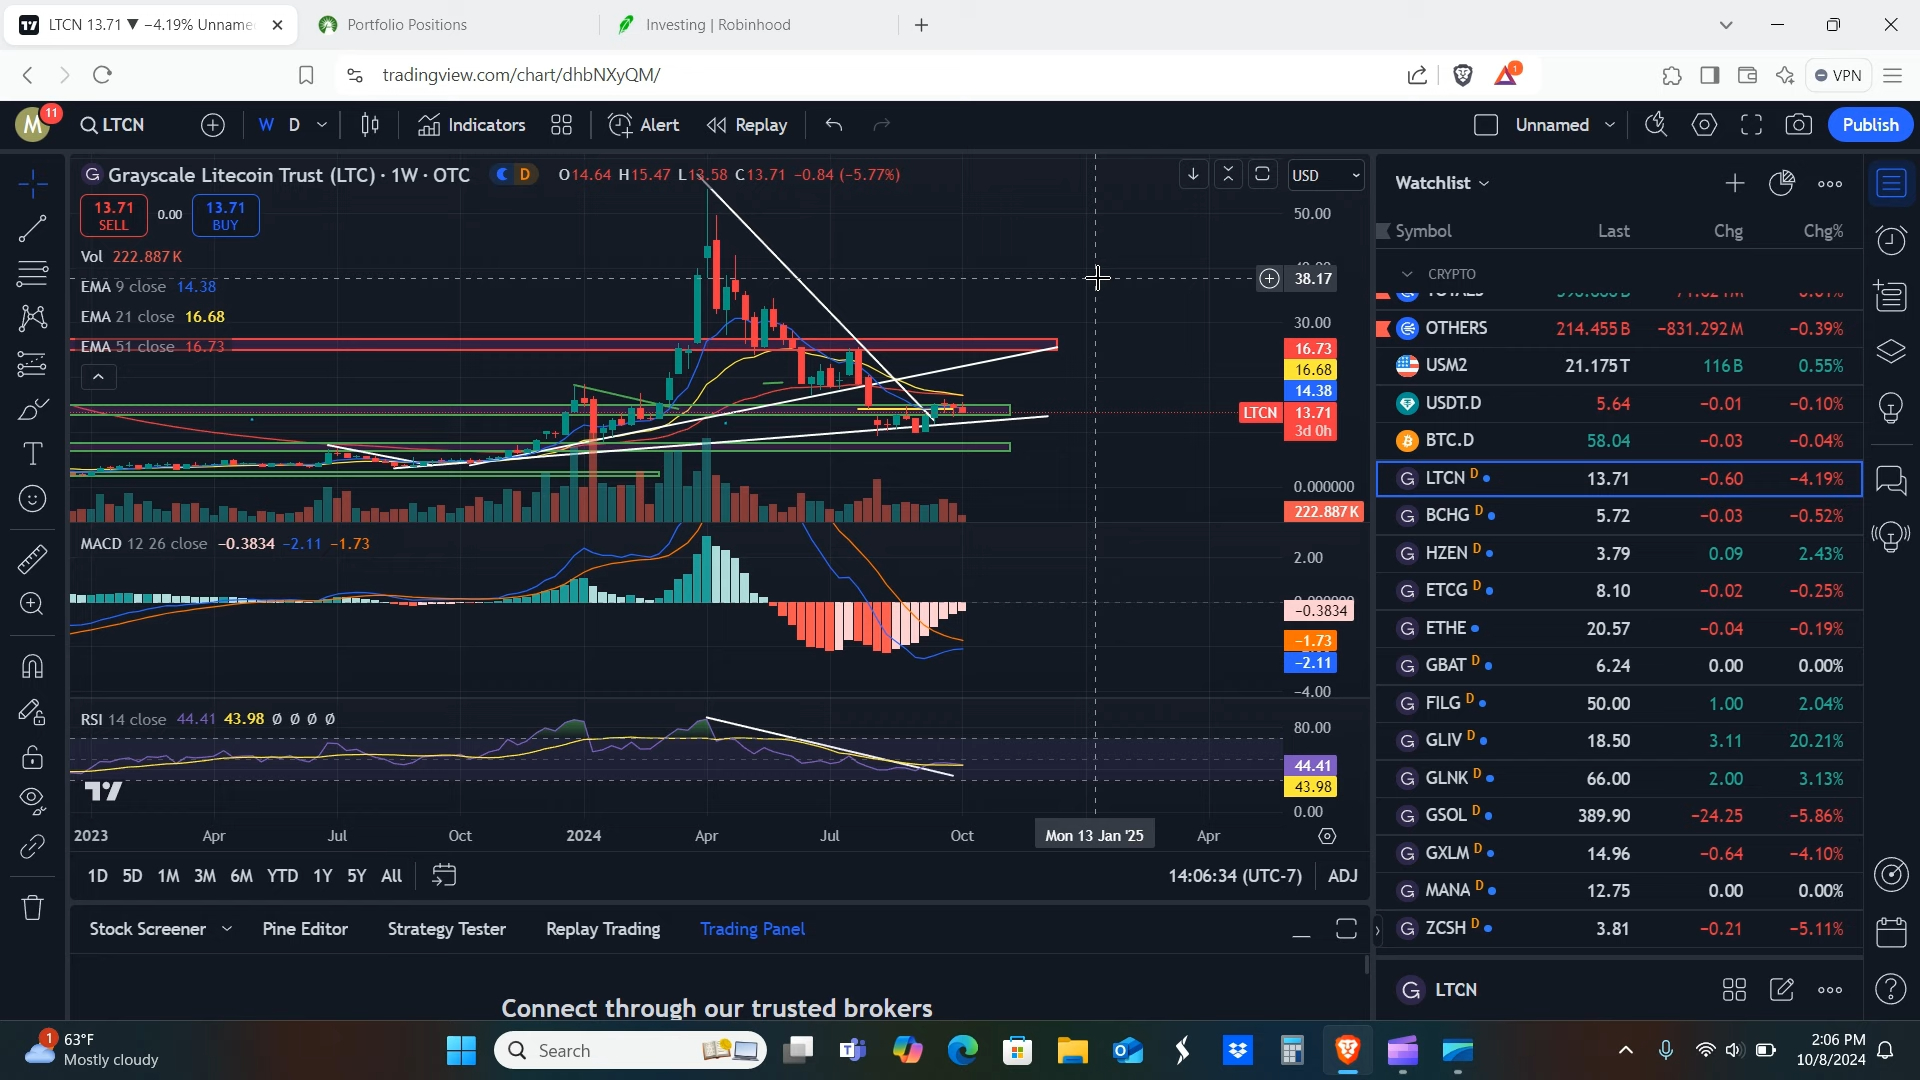 LTCN 13.71 ▼ −4.19% Unname
Portfolio Positions
Investing | Robinhood
tradingview.com/chart/dhbNXyQM/
1
VPN
M
11
LTCN
W D
Indicators
Alert
Replay
Unnamed
Publish
Grayscale Litecoin Trust (LTC) · 1W · OTC
D
O14.64 H15.47 L13.58 C13.71 −0.84 (−5.77%)
USD
13.71
SELL
0.00
13.71
BUY
Vol 222.887K
EMA 9 close 14.38
EMA 21 close 16.68
EMA 51 close 16.73
50.00
38.17
30.00
16.73
16.68
14.38
LTCN
13.71
3d 0h
0.000000
222.887K
MACD 12 26 close −0.3834 −2.11 −1.73
2.00
−0.3834
−1.73
−2.11
−4.00
RSI 14 close 44.41 43.98 Ø Ø Ø Ø
80.00
44.41
43.98
0.00
2023 Apr Jul Oct 2024 Apr Jul Oct Mon 13 Jan '25 Apr
1D 5D 1M 3M 6M YTD 1Y 5Y All
14:06:34 (UTC-7) ADJ
Stock Screener Pine Editor Strategy Tester Replay Trading Trading Panel
Connect through our trusted brokers
Watchlist
Symbol Last Chg Chg%
CRYPTO
OTHERS 214.455B −831.292M −0.39%
USM2 21.175T 116B 0.55%
USDT.D 5.64 −0.01 −0.10%
BTC.D 58.04 −0.03 −0.04%
LTCN D 13.71 −0.60 −4.19%
BCHG D 5.72 −0.03 −0.52%
HZEN D 3.79 0.09 2.43%
ETCG D 8.10 −0.02 −0.25%
ETHE 20.57 −0.04 −0.19%
GBAT D 6.24 0.00 0.00%
FILG D 50.00 1.00 2.04%
GLIV D 18.50 3.11 20.21%
GLNK D 66.00 2.00 3.13%
GSOL D 389.90 −24.25 −5.86%
GXLM D 14.96 −0.64 −4.10%
MANA D 12.75 0.00 0.00%
ZCSH D 3.81 −0.21 −5.11%
LTCN
1
63°F
Mostly cloudy
Search
2:06 PM
10/8/2024